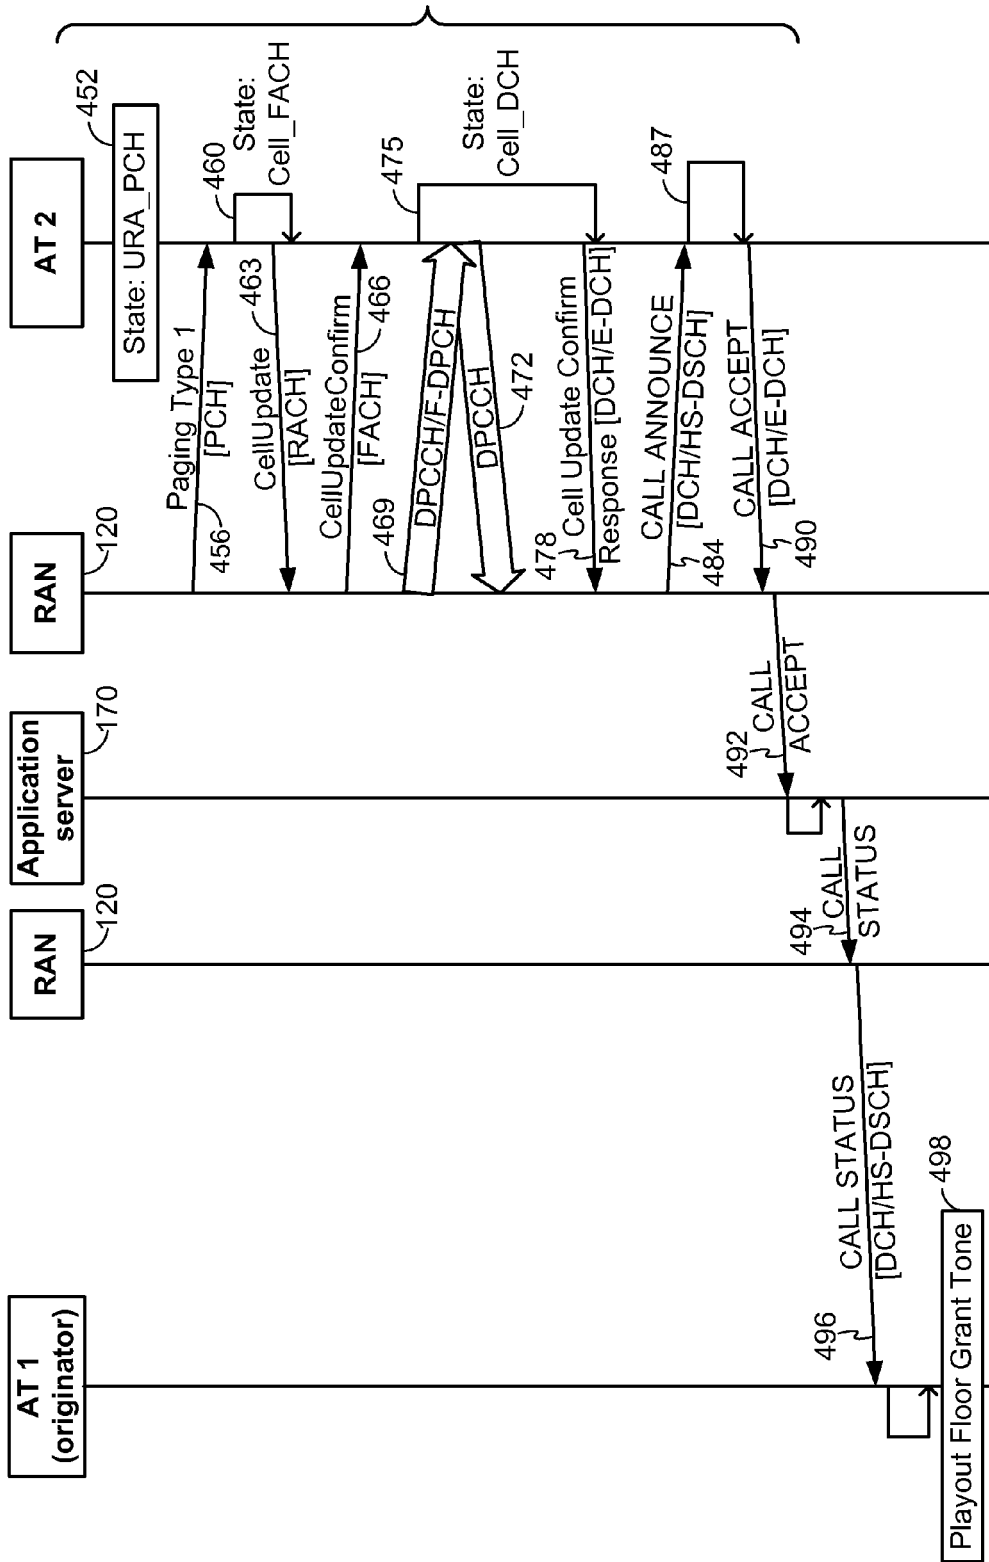 AT 1
(originator)
RAN
120
Application
server
170
RAN
120
AT 2
State: URA_PCH
452
Paging Type 1
[PCH]
456
460
State:
Cell_FACH
CellUpdate
[RACH]
463
CellUpdateConfirm
[FACH]
466
469
DPCCH/F-DPCH
DPCCH
472
475
State:
Cell_DCH
478
Cell Update Confirm
Response [DCH/E-DCH]
CALL ANNOUNCE
[DCH/HS-DSCH]
484
487
CALL ACCEPT
[DCH/E-DCH]
490
492
CALL
ACCEPT
494
CALL
STATUS
CALL STATUS
[DCH/HS-DSCH]
496
Playout Floor Grant Tone
498